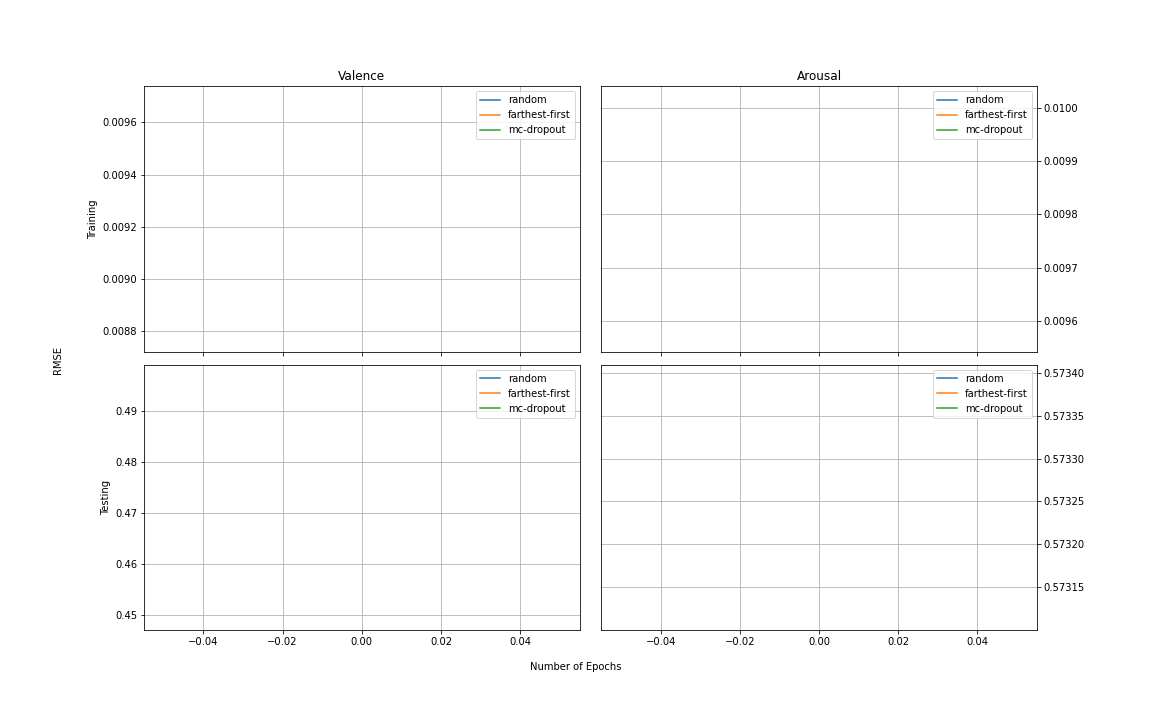 Valence
Arousal
random
farthest-first
mc-dropout
0.0096
0.0094
0.0092
0.0090
0.0088
Training
random
farthest-first
mc-dropout
0.0100
0.0099
0.0098
0.0097
0.0096
RMSE
random
farthest-first
mc-dropout
0.49
0.48
0.47
0.46
0.45
Testing
−0.04 −0.02 0.00 0.02 0.04
random
farthest-first
mc-dropout
0.57340
0.57335
0.57330
0.57325
0.57320
0.57315
−0.04 −0.02 0.00 0.02 0.04
Number of Epochs